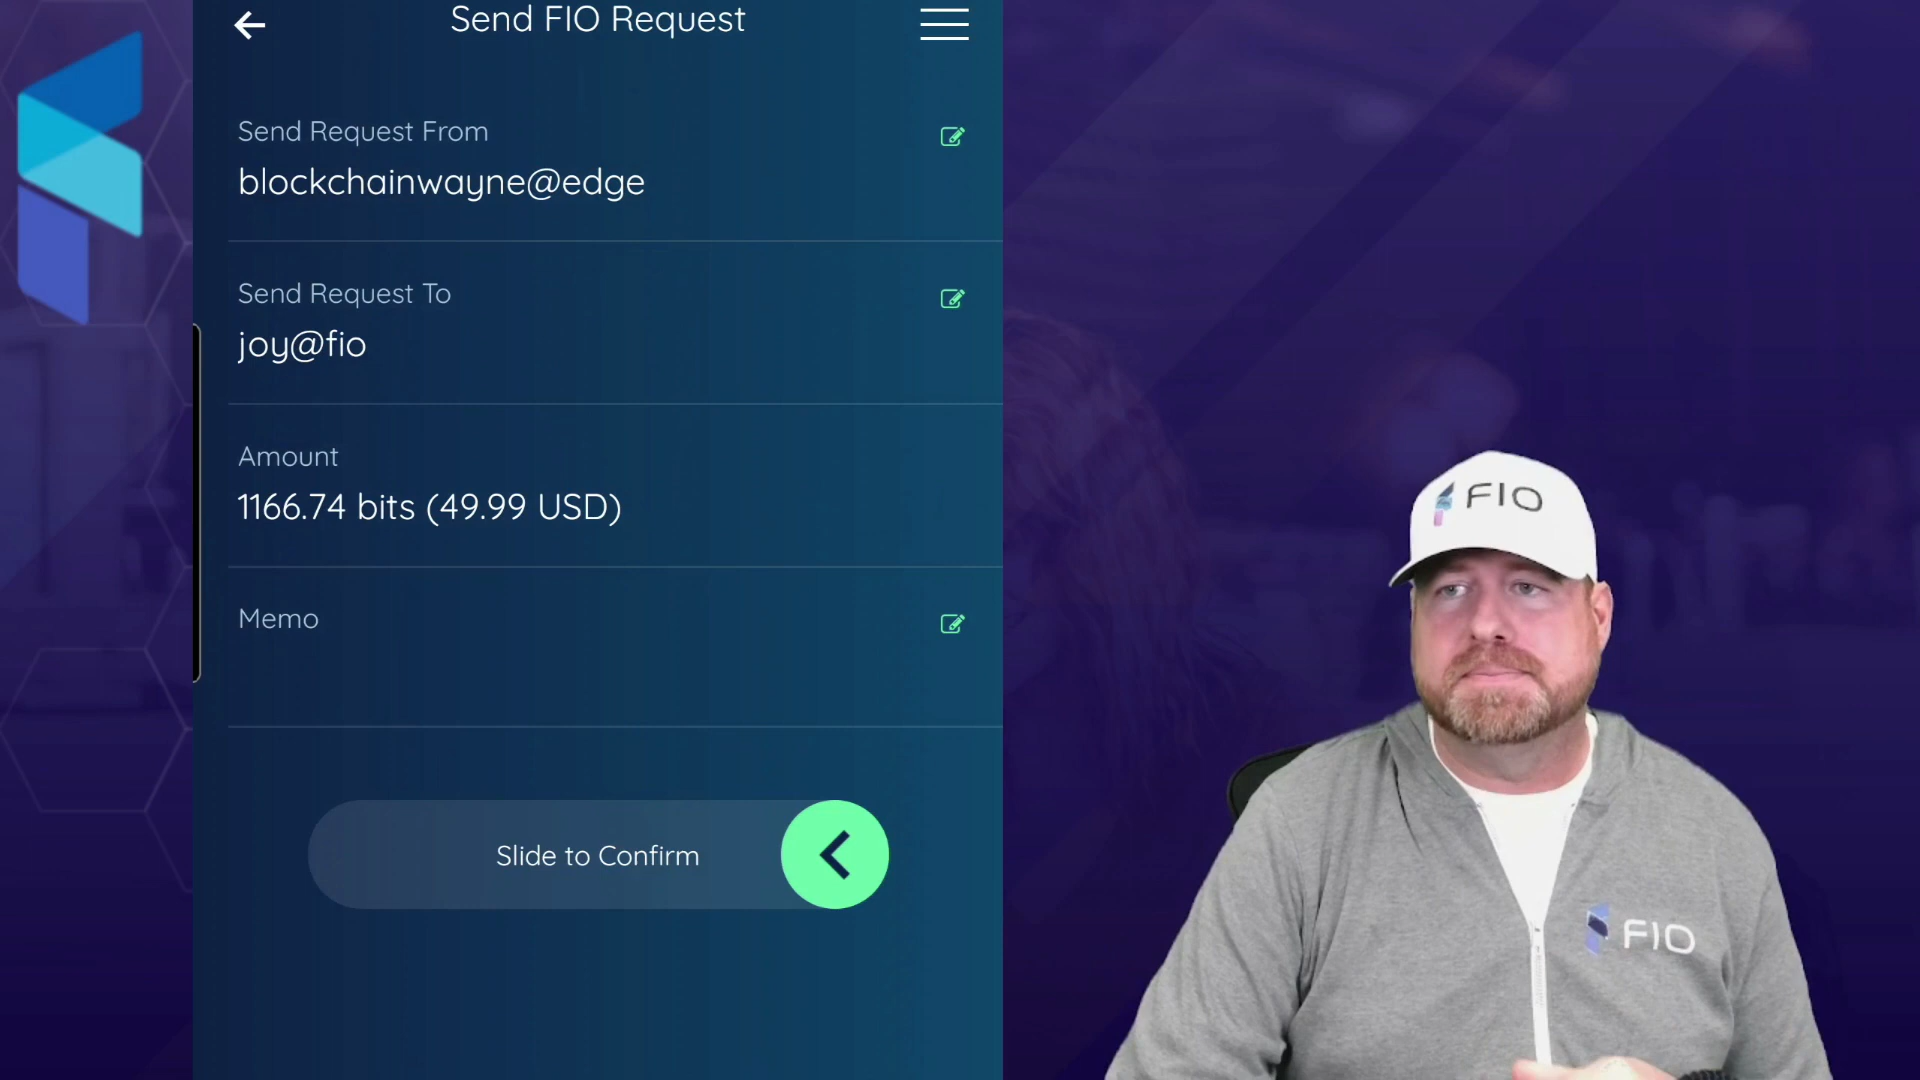 Send FIO Request
Send Request From
blockchainwayne@edge
Send Request To
joy@fio
Amount
1166.74 bits (49.99 USD)
Memo
Slide to Confirm
FIO
FIO